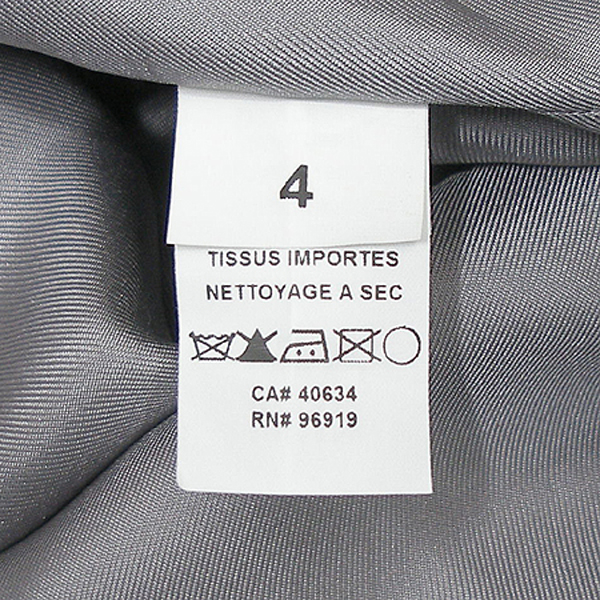 4
TISSUS IMPORTES
NETTOYAGE A SEC
CA# 40634
RN# 96919